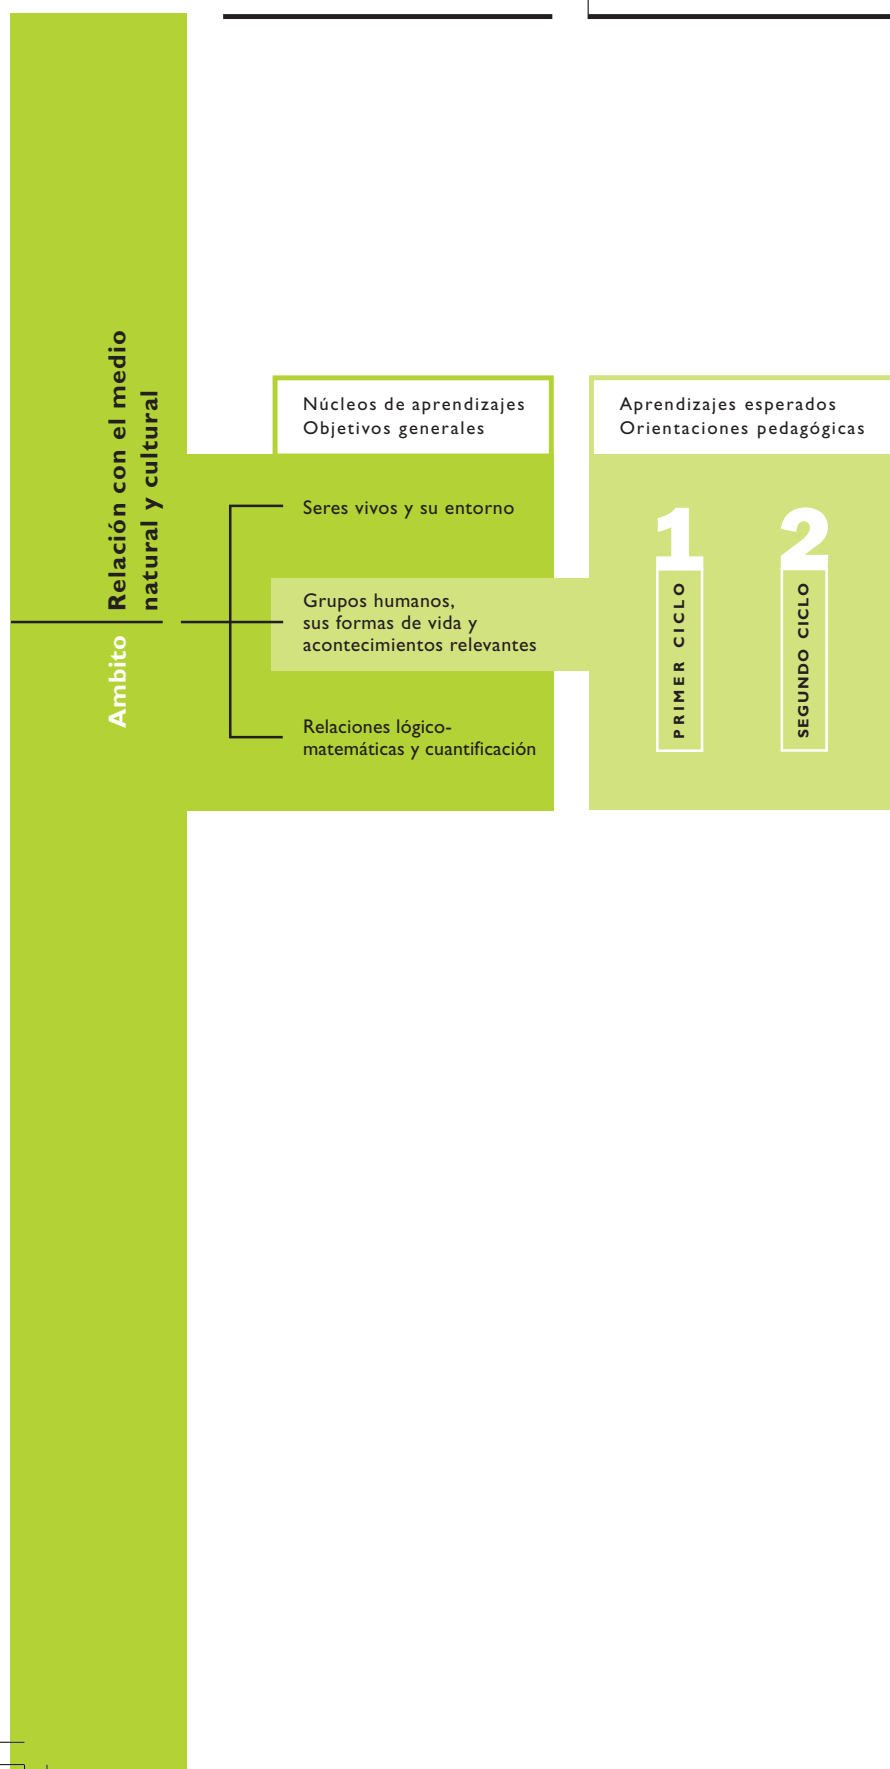 Ambito Relación con el medio
natural y cultural
Núcleos de aprendizajes
Objetivos generales
Seres vivos y su entorno
Grupos humanos,
sus formas de vida y
acontecimientos relevantes
Relaciones lógico-
matemáticas y cuantificación
Aprendizajes esperados
Orientaciones pedagógicas
1
PRIMER CICLO
2
SEGUNDO CICLO